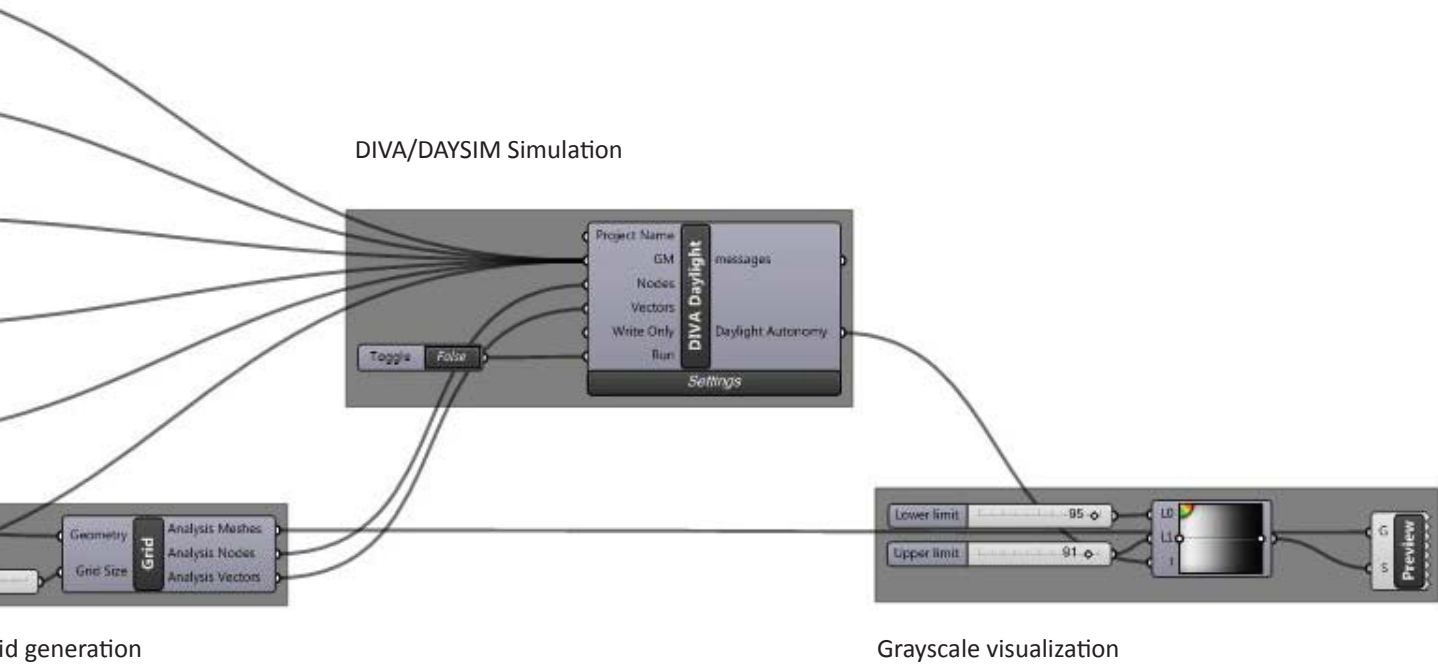 DIVA/DAYSIM Simulation
Project Name
GM
Nodes
Vectors
Write Only
Run
DIVA Daylight
messages
Daylight Autonomy
Settings
Toggle False
Geometry
Grid Size
Grid
Analysis Meshes
Analysis Nodes
Analysis Vectors
Lower limit 95
Upper limit 91
L0
L1
t
G
S
Preview
id generation
Grayscale visualization